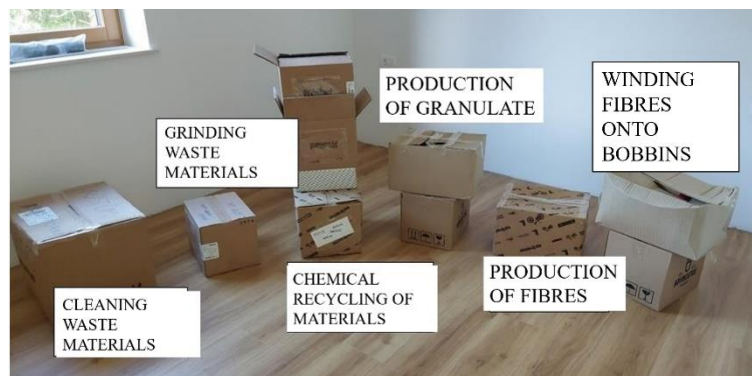 CLEANING
WASTE
MATERIALS
GRINDING
WASTE
MATERIALS
CHEMICAL
RECYCLING OF
MATERIALS
PRODUCTION
OF GRANULATE
PRODUCTION
OF FIBRES
WINDING
FIBRES
ONTO
BOBBINS